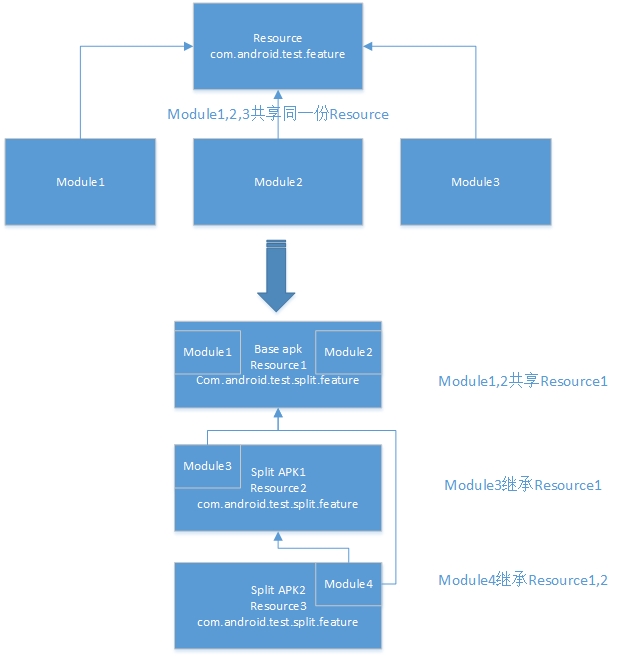 Resource
com.android.test.feature
Module1,2,3共享同一份Resource
Module1
Module2
Module3
Module1
Base apk
Module2
Resource1
Com.android.test.split.feature
Module1,2共享Resource1
Module3
Split APK1
Resource2
com.android.test.split.feature
Module3继承Resource1
Split APK2
Module4
Resource3
com.android.test.split.feature
Module4继承Resource1,2